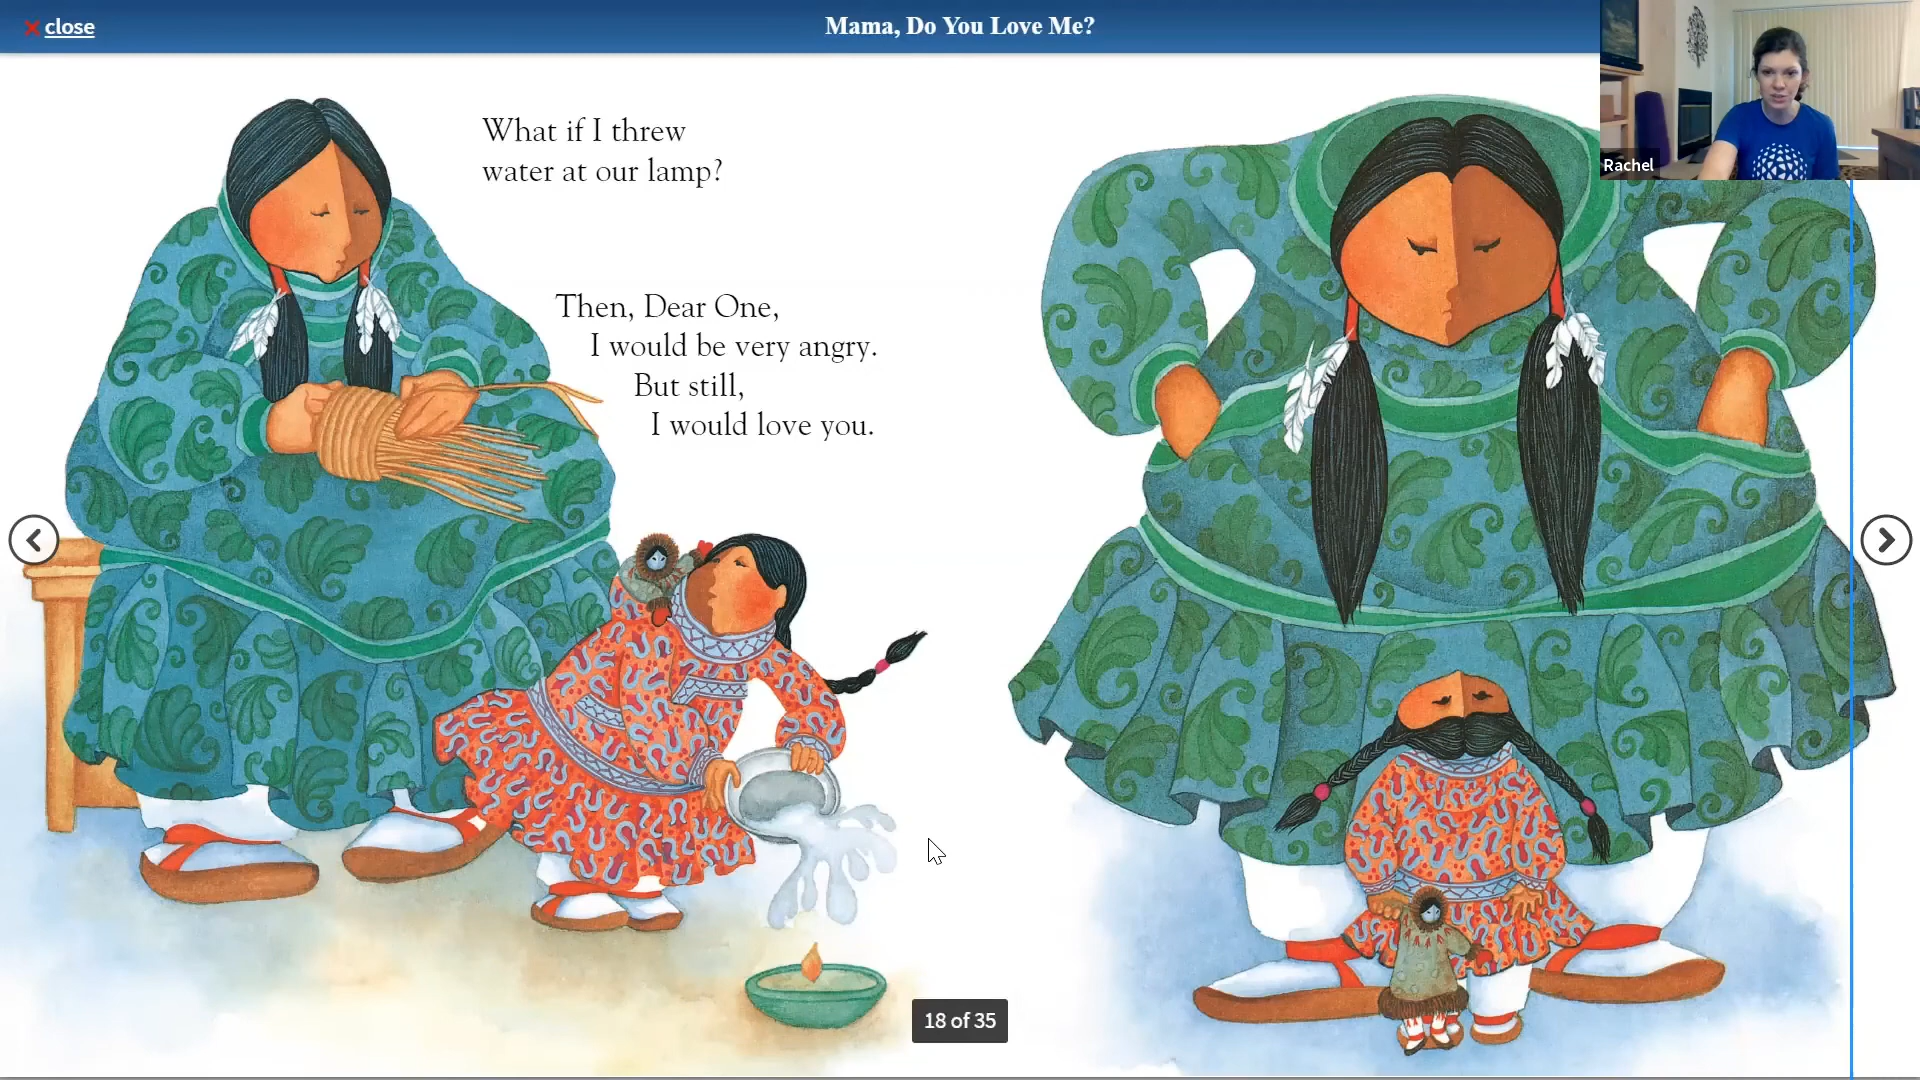 close
Mama, Do You Love Me?
Rachel
What if I threw
water at our lamp?
Then, Dear One,
I would be very angry.
But still,
I would love you.
18 of 35